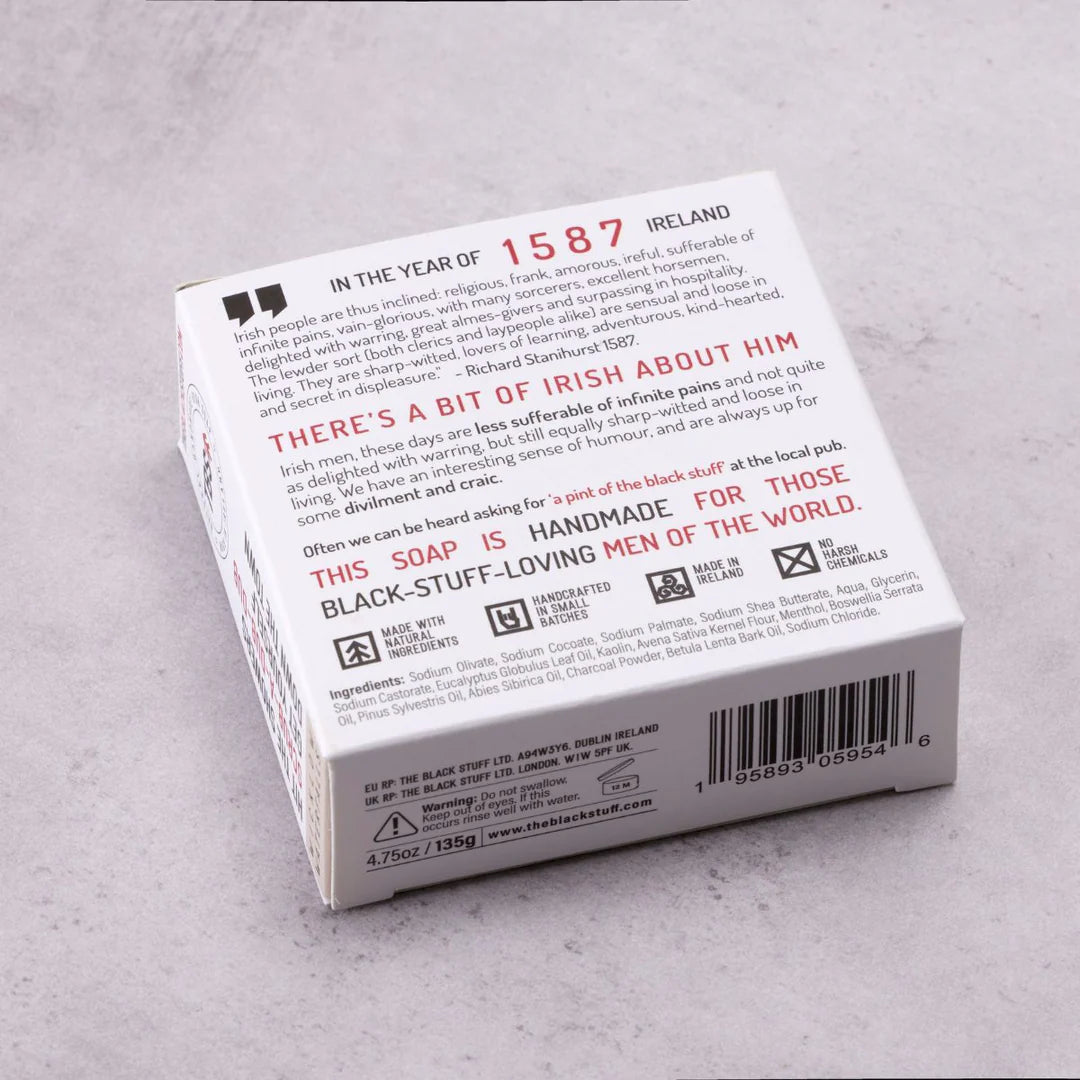 IN THE YEAR OF 1587 IRELAND
Irish people are thus inclined: religious, frank, amorous, ireful, sufferable of
infinite pains, vain-glorious, with many sorcerers, excellent horsemen,
delighted with warring, great almes-givers and surpassing in hospitality.
The lewder sort (both clerics and laypeople alike) are sensual and loose in
living. They are sharp-witted, lovers of learning, adventurous, kind-hearted,
and secret in displeasure." - Richard Stanihurst 1587.
THERE'S A BIT OF IRISH ABOUT HIM
Irish men, these days are less sufferable of infinite pains and not quite
as delighted with warring, but still equally sharp-witted and loose in
living. We have an interesting sense of humour, and are always up for
some divilment and craic.
Often we can be heard asking for 'a pint of the black stuff' at the local pub.
THIS SOAP IS HANDMADE FOR THOSE
BLACK-STUFF-LOVING MEN OF THE WORLD.
MADE WITH
NATURAL
INGREDIENTS
HANDCRAFTED
IN SMALL
BATCHES
MADE IN
IRELAND
NO
HARSH
CHEMICALS
Ingredients: Sodium Olivate, Sodium Cocoate, Sodium Palmate, Sodium Shea Butterate, Aqua, Glycerin,
Sodium Castorate, Eucalyptus Globulus Leaf Oil, Kaolin, Avena Sativa Kernel Flour, Menthol, Boswellia Serrata
Oil, Pinus Sylvestris Oil, Abies Sibirica Oil, Charcoal Powder, Betula Lenta Bark Oil, Sodium Chloride.
EU RP: THE BLACK STUFF LTD. A94W3Y6. DUBLIN IRELAND
UK RP: THE BLACK STUFF LTD. LONDON. W1W 5PF UK.
Warning: Do not swallow.
Keep out of eyes. If this
occurs rinse well with water.
12 M
4.75oz / 135g www.theblackstuff.com
1 95893 05954 6